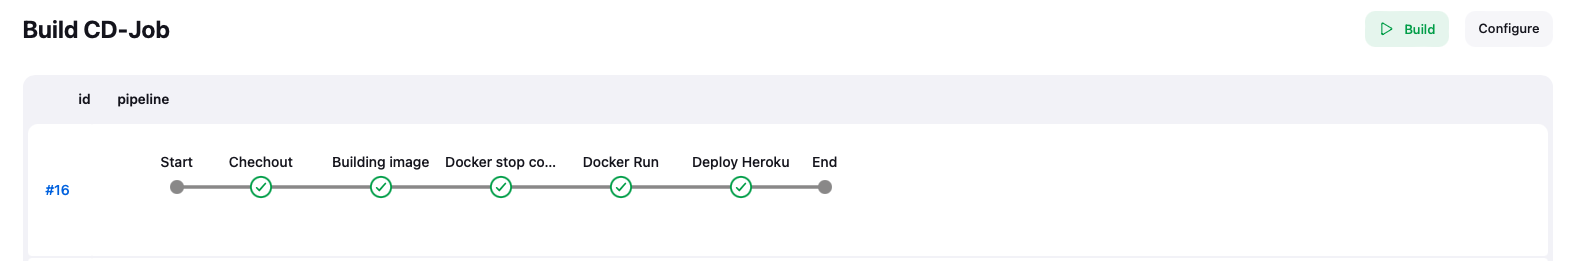 Build CD-Job
Build
Configure
id pipeline
Start Chechout Building image Docker stop co... Docker Run Deploy Heroku End
#16